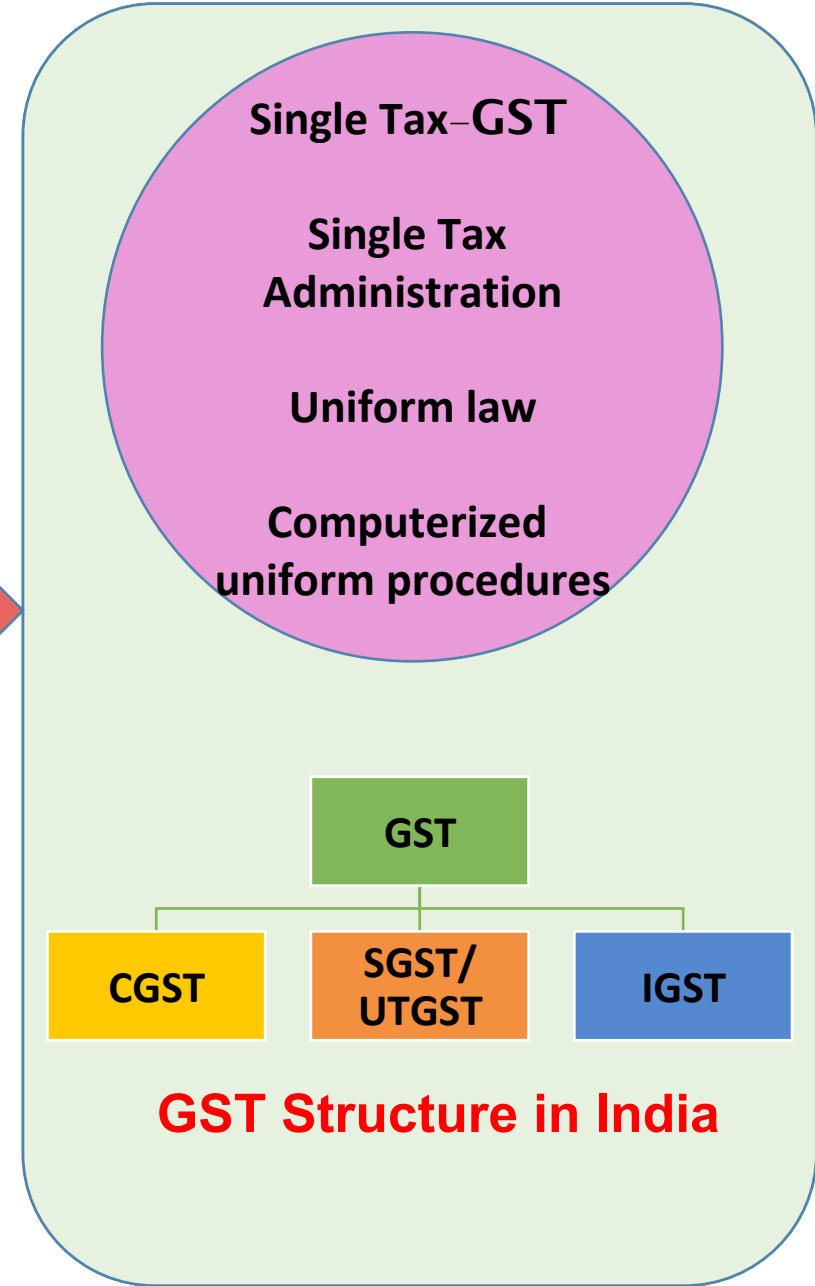 Single Tax–GST
Single Tax
Administration
Uniform law
Computerized
uniform procedures
GST
CGST
SGST/
UTGST
IGST
GST Structure in India